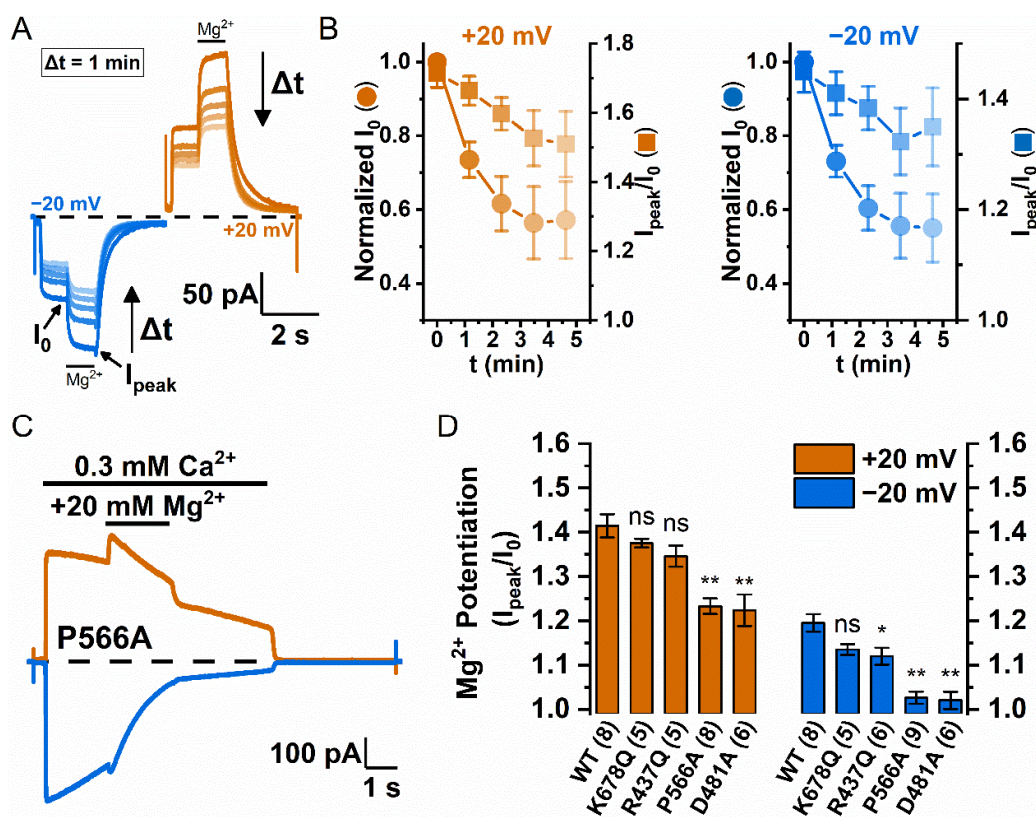 A
Δt = 1 min
Mg²⁺
Δt
−20 mV
+20 mV
50 pA
2 s
I₀
Δt
Mg²⁺
Iₚₑₐₖ
B
+20 mV
Normalized I₀ (●)
1.0
0.8
0.6
0.4
1.8
1.6
1.4
1.2
1.0
Iₚₑₐₖ/I₀ (■)
0 1 2 3 4 5
t (min)
−20 mV
Normalized I₀ (●)
1.0
0.8
0.6
0.4
1.4
1.2
1.0
Iₚₑₐₖ/I₀ (■)
0 1 2 3 4 5
t (min)
C
0.3 mM Ca²⁺
+20 mM Mg²⁺
P566A
100 pA
1 s
D
Mg²⁺ Potentiation
(Iₚₑₐₖ/I₀)
1.6
1.5
1.4
1.3
1.2
1.1
1.0
ns
ns
**
**
WT (8)
K678Q (5)
R437Q (5)
P566A (8)
D481A (6)
+20 mV
−20 mV
ns
*
**
**
WT (8)
K678Q (5)
R437Q (6)
P566A (9)
D481A (6)
1.6
1.5
1.4
1.3
1.2
1.1
1.0